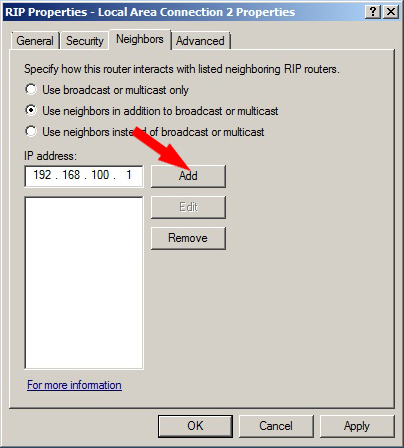 RIP Properties - Local Area Connection 2 Properties
General Security Neighbors Advanced
Specify how this router interacts with listed neighboring RIP routers.
Use broadcast or multicast only
Use neighbors in addition to broadcast or multicast
Use neighbors instead of broadcast or multicast
IP address:
192 . 168 . 100 . 1 Add
Edit
Remove
For more information
OK Cancel Apply